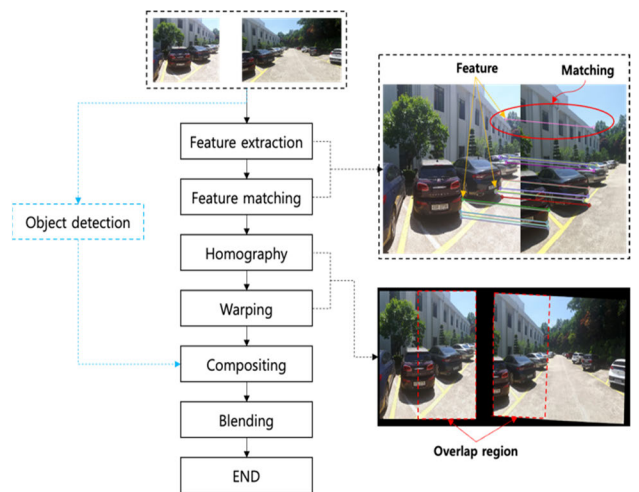 Feature
Matching
Feature extraction
Feature matching
Object detection
Homography
Warping
Compositing
Blending
Overlap region
END